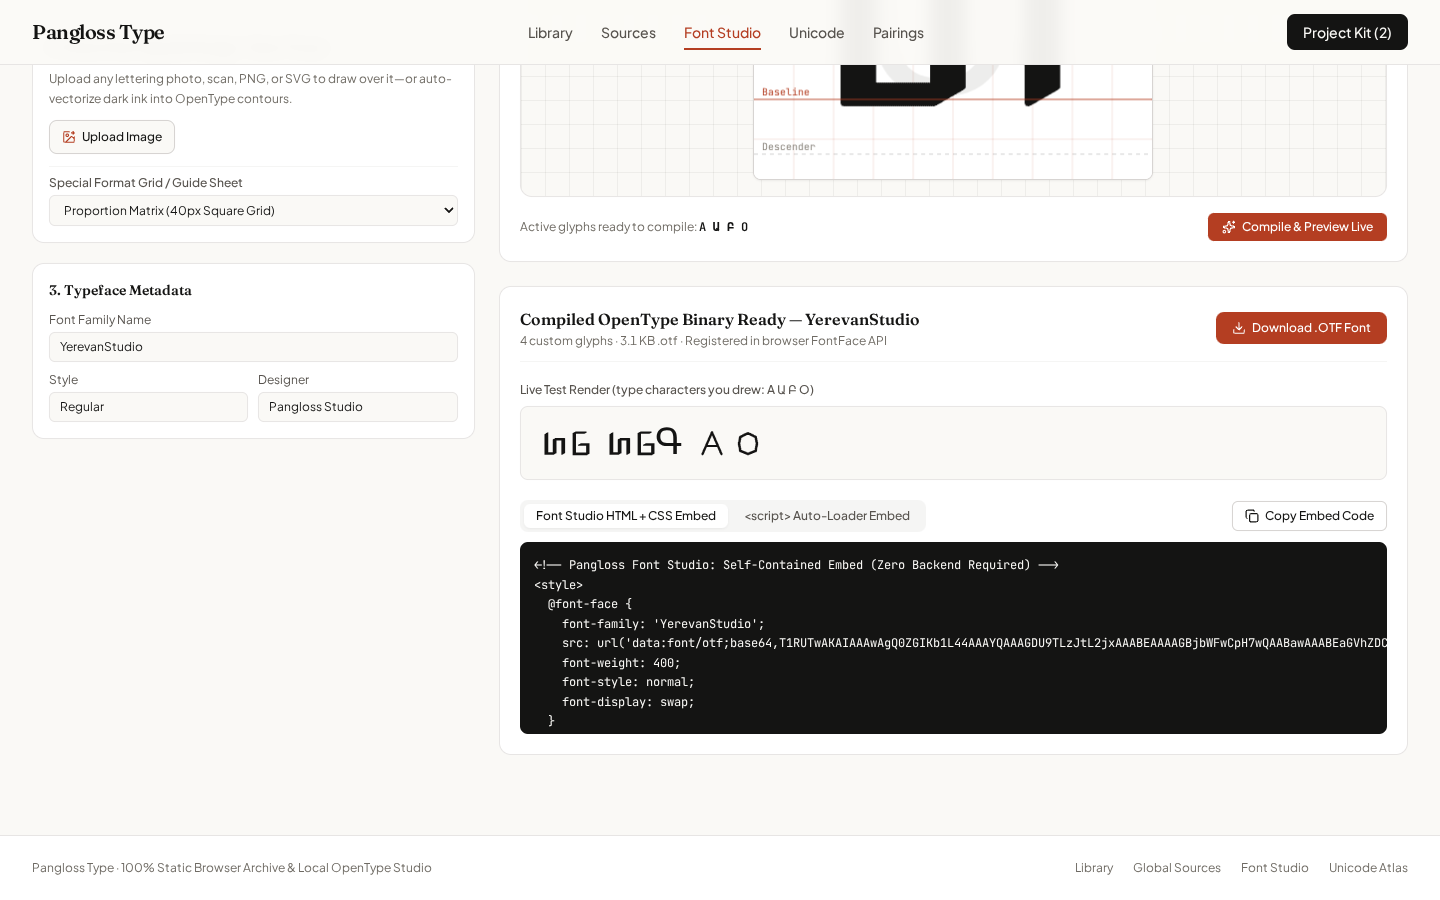 Pangloss Type
Library
Sources
Font Studio
Unicode
Pairings
Project Kit (2)
Upload any lettering photo, scan, PNG, or SVG to draw over it—or auto-
vectorize dark ink into OpenType contours.
Upload Image
Special Format Grid / Guide Sheet
Proportion Matrix (40px Square Grid)
3. Typeface Metadata
Font Family Name
YerevanStudio
Style
Designer
Regular
Pangloss Studio
Baseline
Descender
Active glyphs ready to compile: A Ա Բ O
Compile & Preview Live
Compiled OpenType Binary Ready — YerevanStudio
4 custom glyphs · 3.1 KB .otf · Registered in browser FontFace API
Download .OTF Font
Live Test Render (type characters you drew: A Ա Բ O)
A O
Font Studio HTML + CSS Embed
<script> Auto-Loader Embed
Copy Embed Code
<!-- Pangloss Font Studio: Self-Contained Embed (Zero Backend Required) -->
<style>
@font-face {
font-family: 'YerevanStudio';
src: url('data:font/otf;base64,T1RUTwAKAIAAAwAgQ0ZGIKb1L44AAAYQAAAGDU9TLzJtL2jxAAABEAAAAGBjbWFwCpH7wQAABawAAABEaGVhZDC
font-weight: 400;
font-style: normal;
font-display: swap;
}
Pangloss Type · 100% Static Browser Archive & Local OpenType Studio
Library
Global Sources
Font Studio
Unicode Atlas